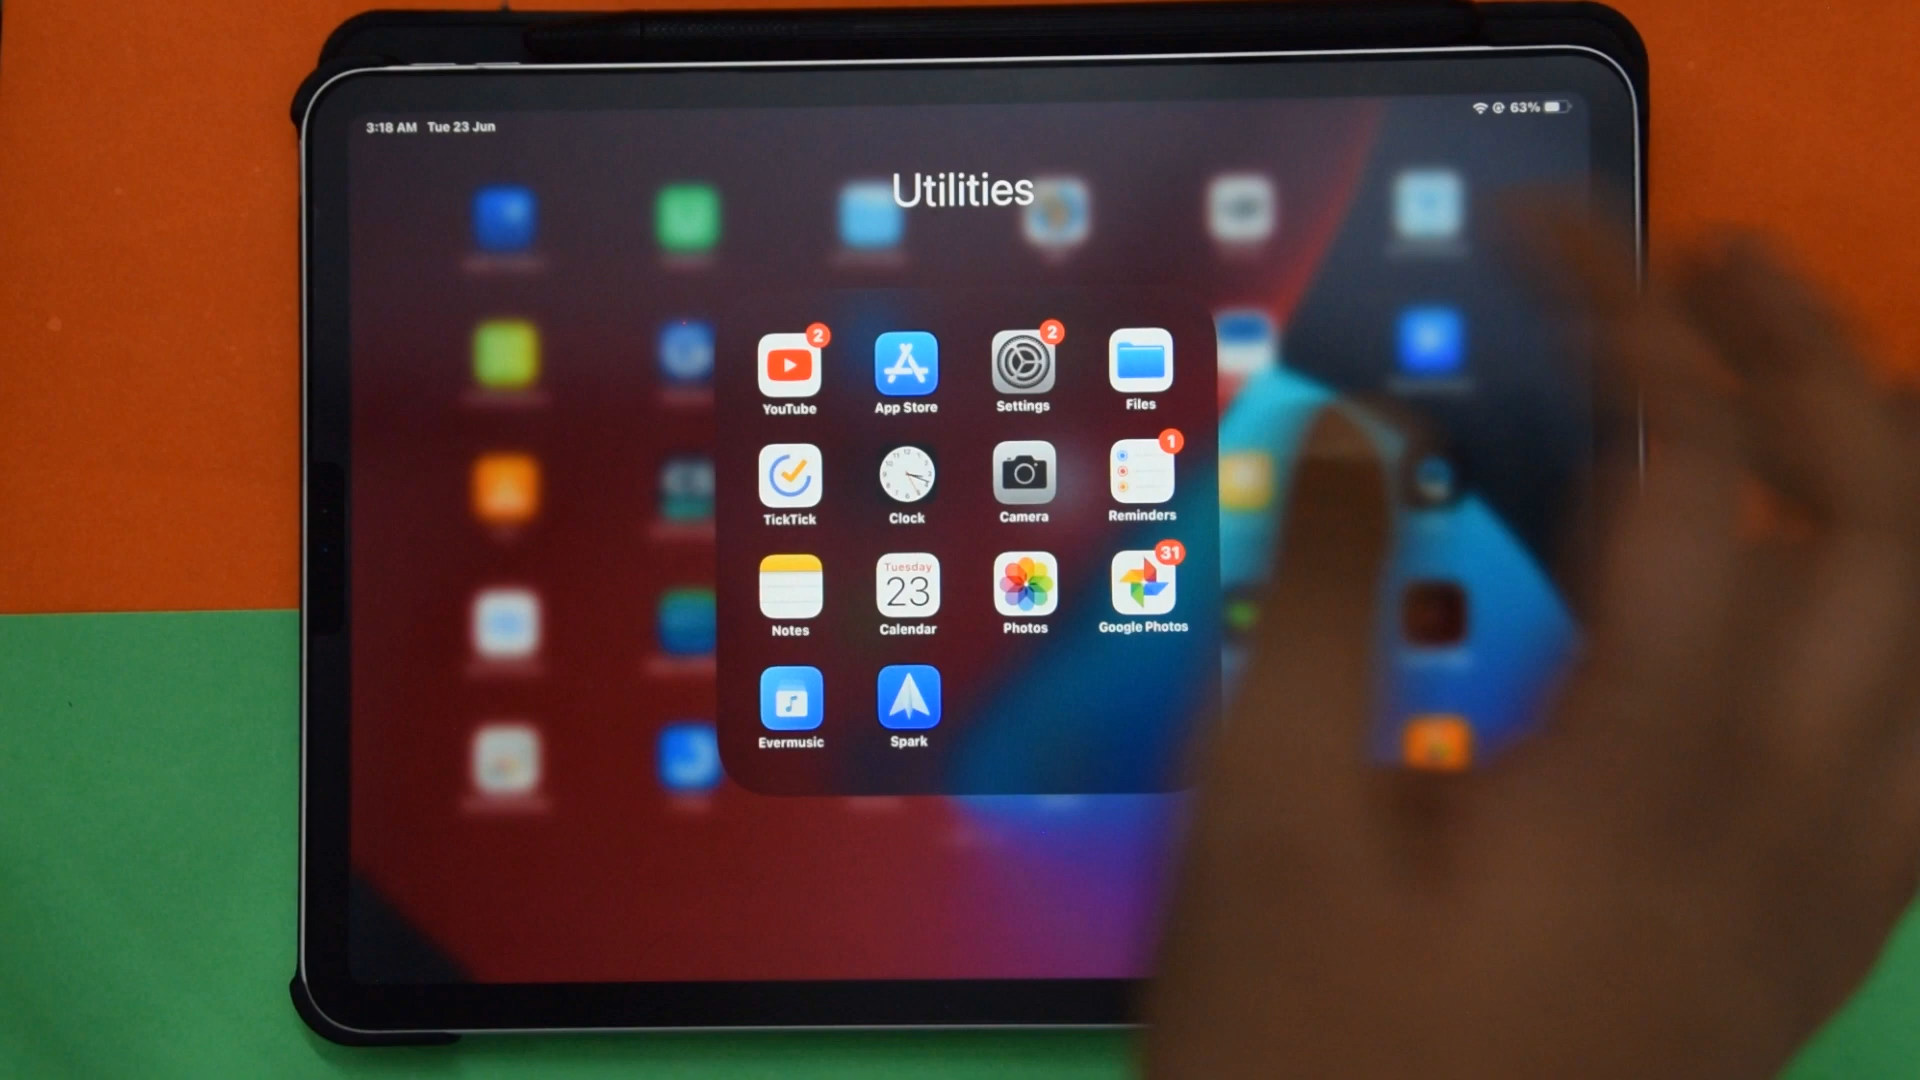 3:18 AM Tue 23 Jun
63%
Utilities
2
2
YouTube
App Store
Settings
Files
1
TickTick
Clock
Camera
Reminders
Tuesday
23
31
Notes
Calendar
Photos
Google Photos
Evermusic
Spark